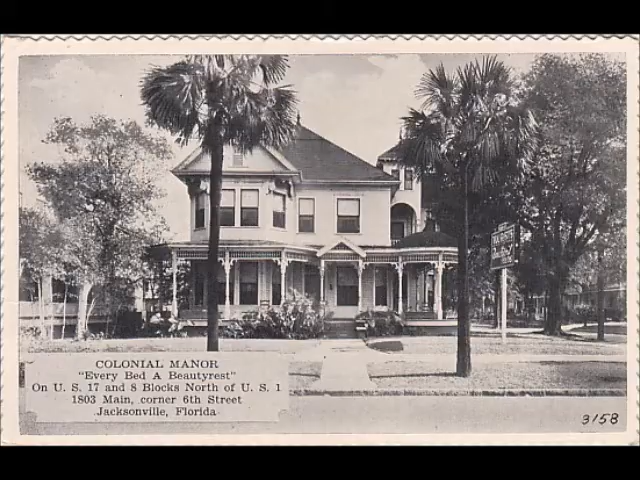 TOURISTS
COLONIAL MANOR
"Every Bed A Beautyrest"
On U. S. 17 and 8 Blocks North of U. S. 1
1803 Main, corner 6th Street
Jacksonville, Florida
3158